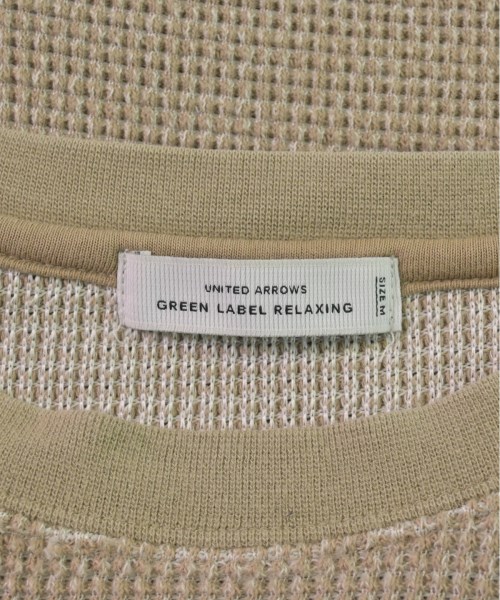 UNITED ARROWS
GREEN LABEL RELAXING
SIZE M